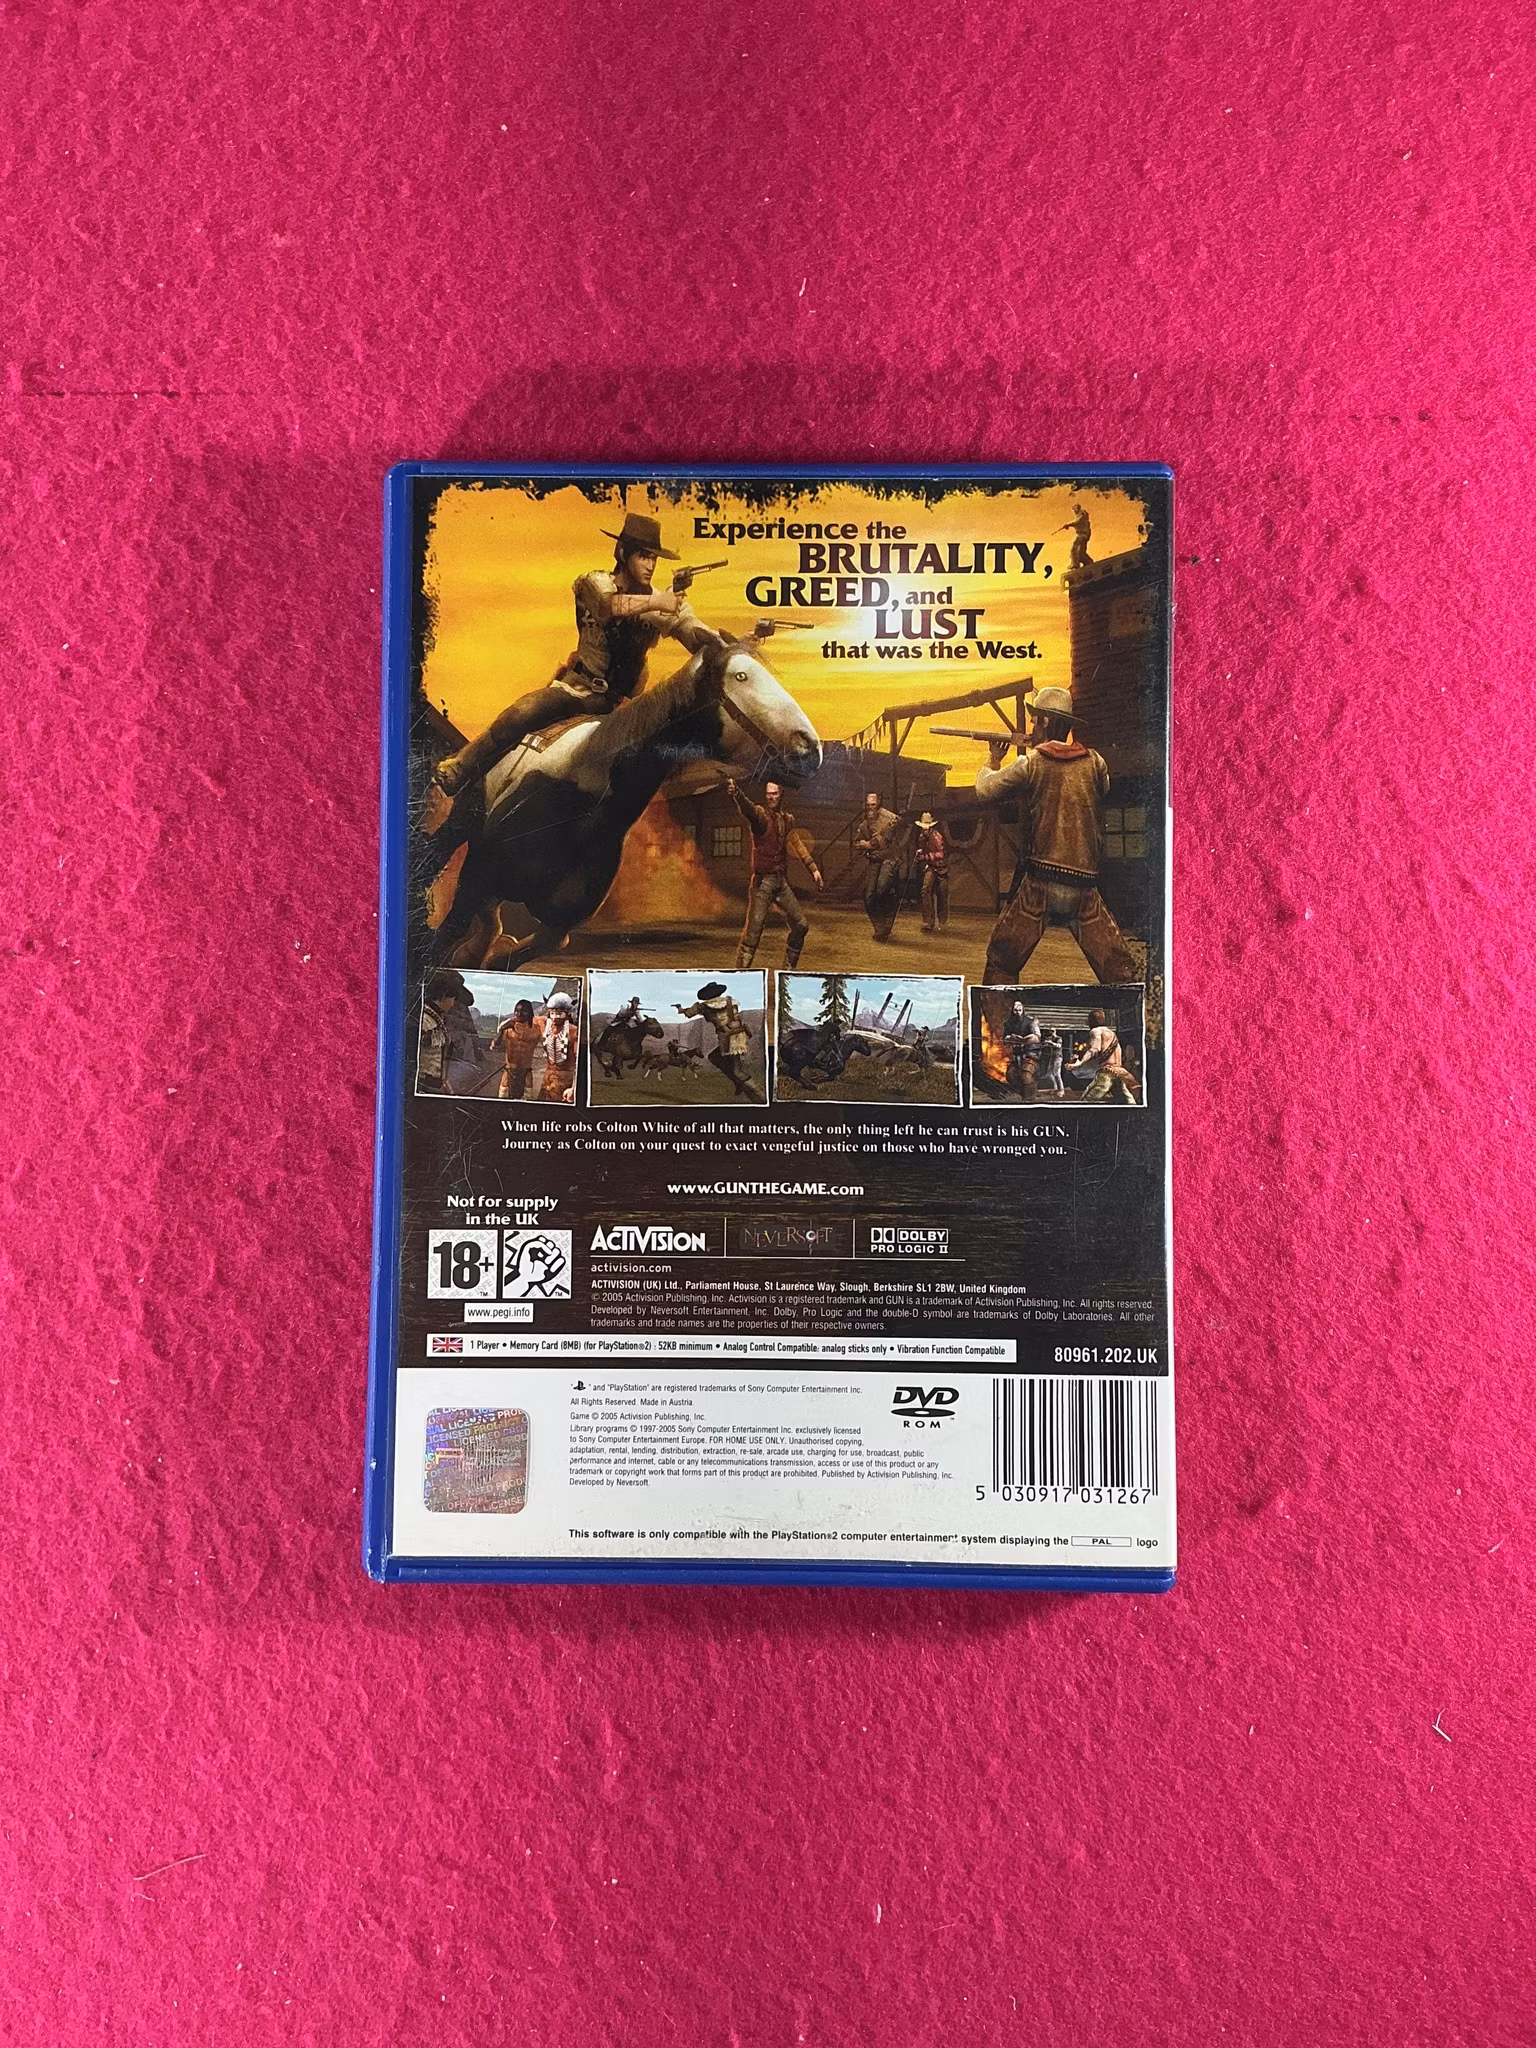 Experience the
BRUTALITY,
GREED, and
LUST
that was the West.
When life robs Colton White of all that matters, the only thing left he can trust is his GUN.
Journey as Colton on your quest to exact vengeful justice on those who have wronged you.
www.GUNTHEGAME.com
Not for supply
in the UK
18+
www.pegi.info
ACTIVISION
NEVERSOFT
DOLBY
PRO LOGIC II
activision.com
ACTIVISION (UK) Ltd., Parliament House, St Laurence Way, Slough, Berkshire SL1 2BW, United Kingdom
© 2005 Activision Publishing, Inc. Activision is a registered trademark and GUN is a trademark of Activision Publishing, Inc. All rights reserved.
Developed by Neversoft Entertainment, Inc. Dolby, Pro Logic and the double-D symbol are trademarks of Dolby Laboratories. All other
trademarks and trade names are the properties of their respective owners.
1 Player • Memory Card (8MB) (for PlayStation®2) : 52KB minimum • Analog Control Compatible: analog sticks only • Vibration Function Compatible
80961.202.UK
" " and "PlayStation" are registered trademarks of Sony Computer Entertainment Inc.
All Rights Reserved. Made in Austria.
Game © 2005 Activision Publishing, Inc.
Library programs © 1997-2005 Sony Computer Entertainment Inc. exclusively licensed
to Sony Computer Entertainment Europe. FOR HOME USE ONLY. Unauthorised copying,
adaptation, rental, lending, distribution, extraction, re-sale, arcade use, charging for use, broadcast, public
performance and internet, cable or any telecommunications transmission, access or use of this product or any
trademark or copyright work that forms part of this product are prohibited. Published by Activision Publishing, Inc.
Developed by Neversoft.
DVD
ROM
5 030917 031267
This software is only compatible with the PlayStation®2 computer entertainment system displaying the PAL logo